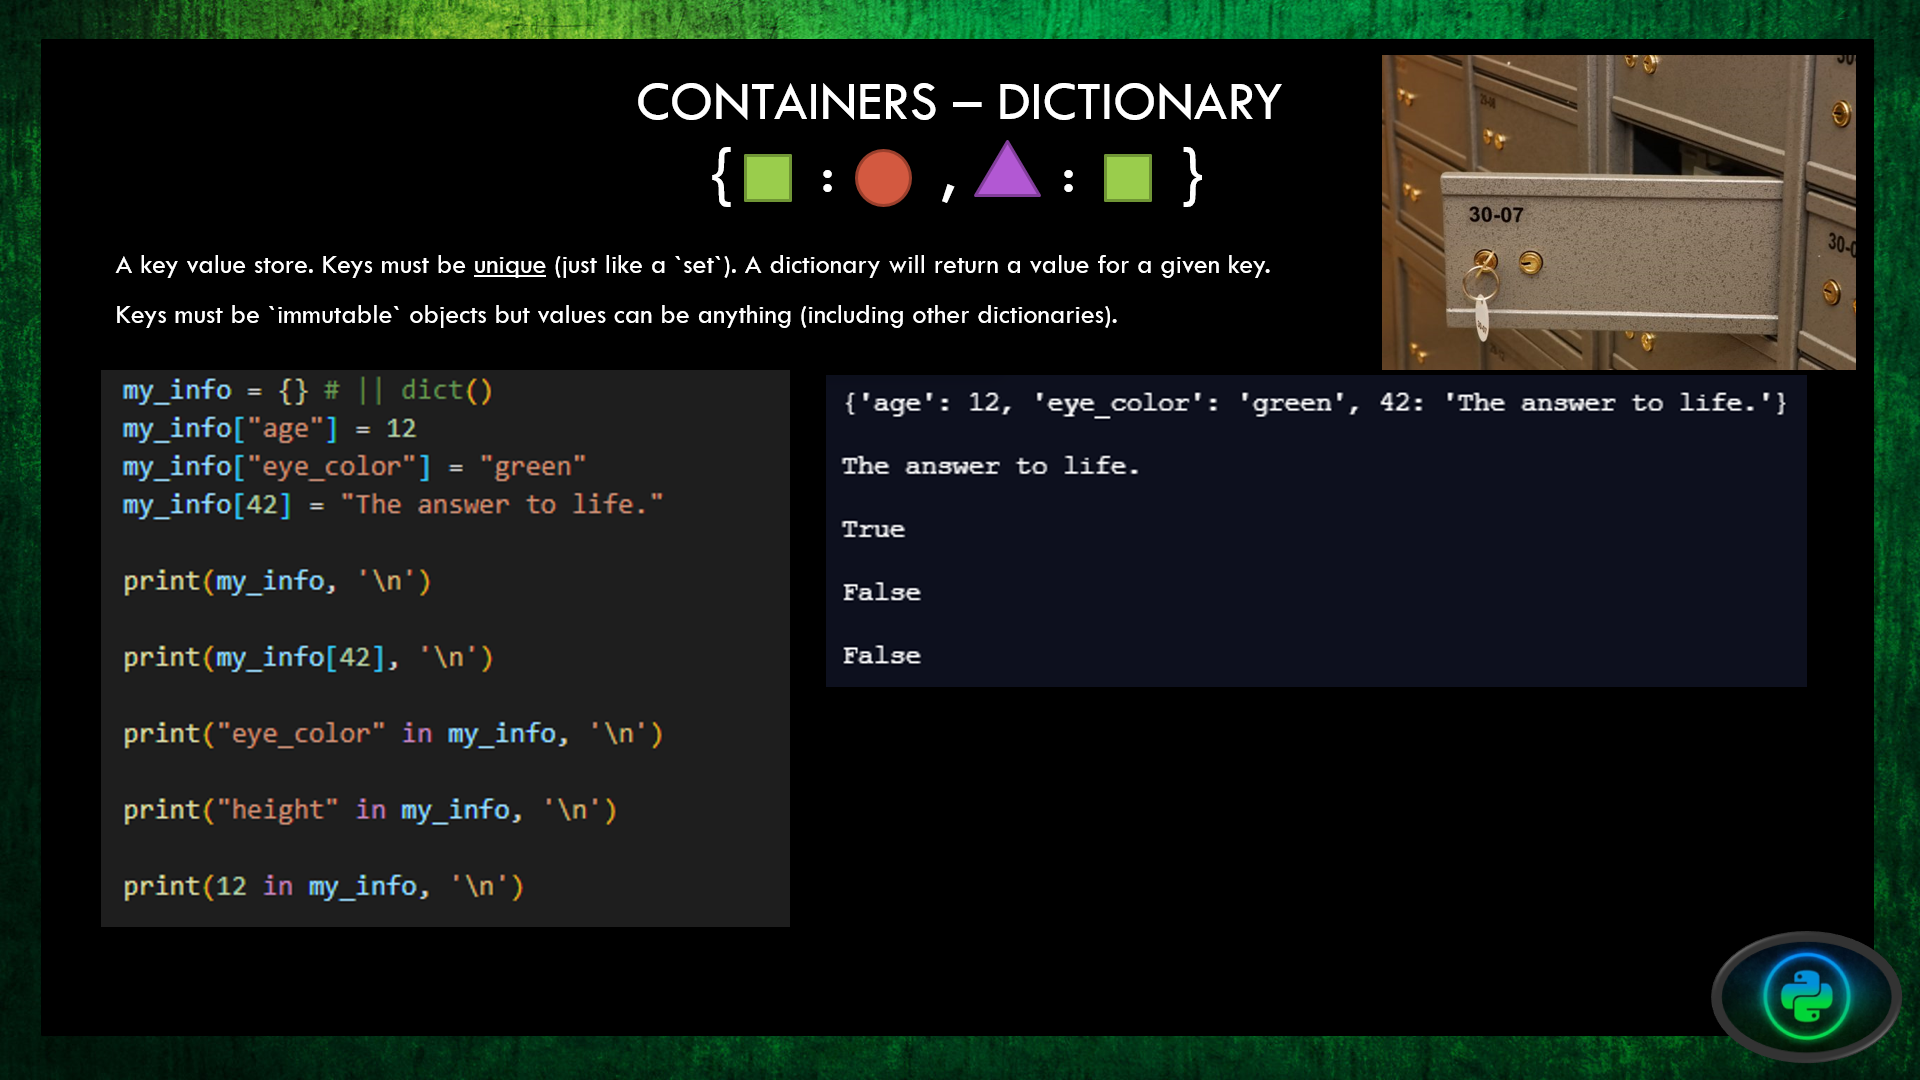 CONTAINERS – DICTIONARY
{ : , : }
A key value store. Keys must be unique (just like a `set`). A dictionary will return a value for a given key.
Keys must be `immutable` objects but values can be anything (including other dictionaries).
30-07
my_info = {} # || dict()
my_info["age"] = 12
my_info["eye_color"] = "green"
my_info[42] = "The answer to life."
print(my_info, '\n')
print(my_info[42], '\n')
print("eye_color" in my_info, '\n')
print("height" in my_info, '\n')
print(12 in my_info, '\n')
{'age': 12, 'eye_color': 'green', 42: 'The answer to life.'}
The answer to life.
True
False
False